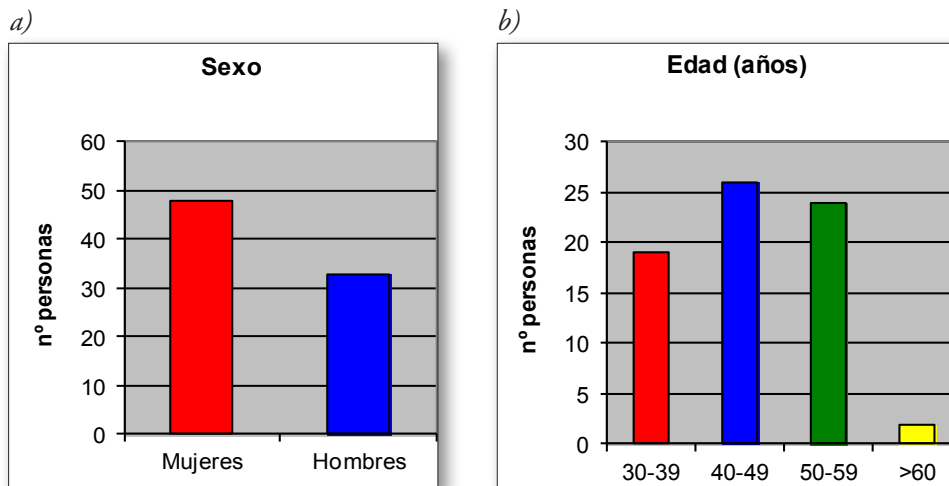 a)
Sexo
60
50
40
30
20
10
0
nº personas
Mujeres Hombres
b)
Edad (años)
30
25
20
15
10
5
0
nº personas
30-39 40-49 50-59 >60